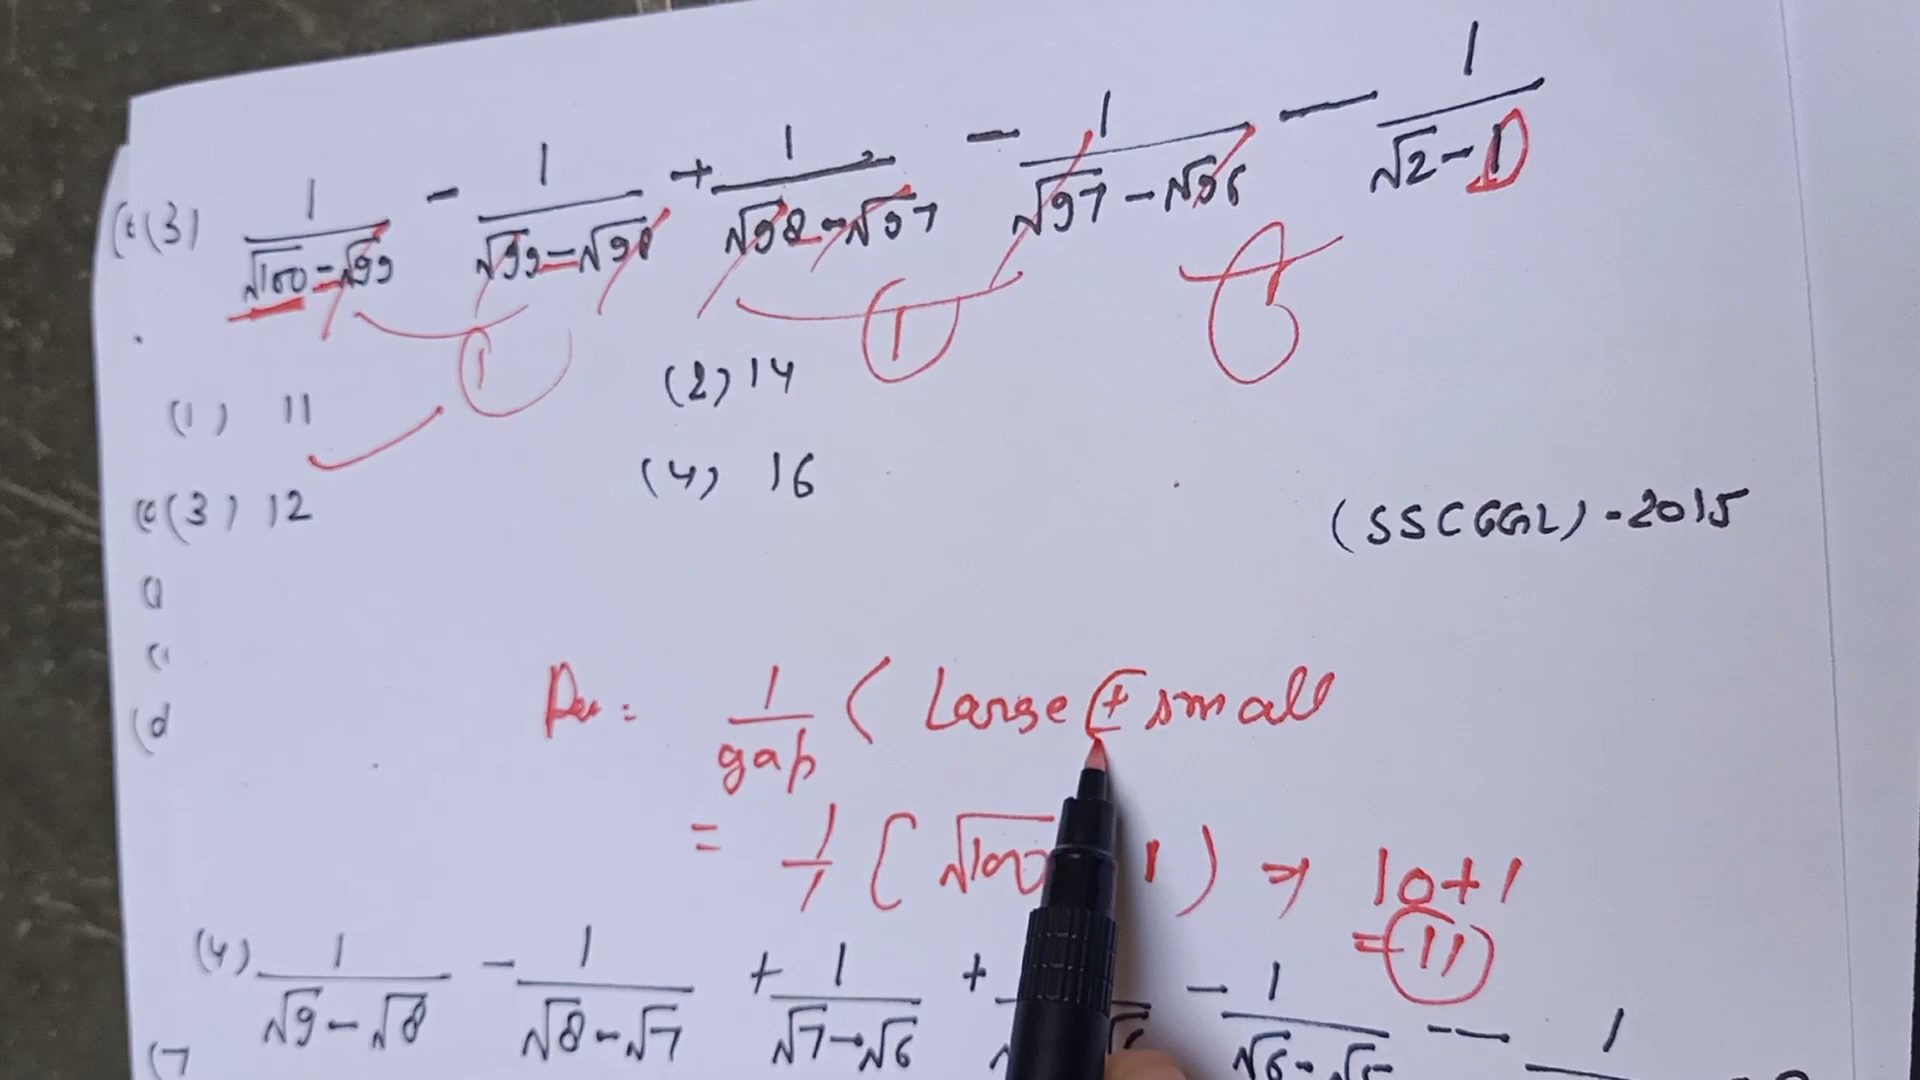 (3) 1/(√100-√99) - 1/(√99-√98) + 1/(√98-√97) - 1/(√97-√96) — 1/(√2-1)
1 1
(1) 11 (2) 14
(3) 12 (4) 16
(SSC CGL) - 2015
(d
= 1/gap ( Large + small
= 1/1 ( √100 1 ) ⇒ 10+1
= 11
(4) 1/(√9-√8) - 1/(√8-√7) + 1/(√7-√6) + - 1/(√6-√5) -- 1